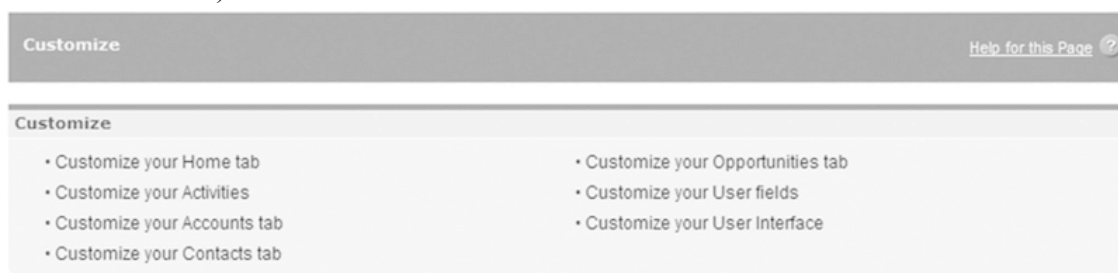 Customize
Help for this Page ?
Customize
• Customize your Home tab
• Customize your Activities
• Customize your Accounts tab
• Customize your Contacts tab
• Customize your Opportunities tab
• Customize your User fields
• Customize your User Interface